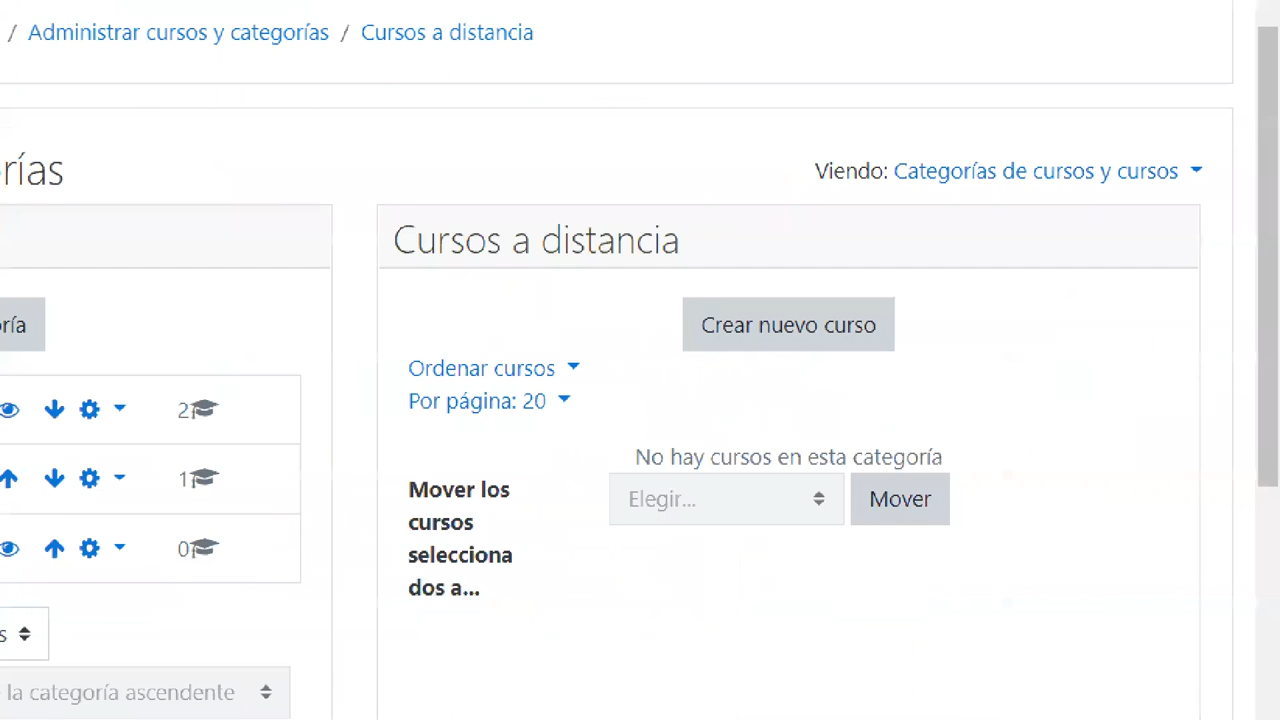 / Administrar cursos y categorías / Cursos a distancia
rías
Viendo: Categorías de cursos y cursos
Cursos a distancia
ría
Crear nuevo curso
Ordenar cursos
Por página: 20
2
1
0
No hay cursos en esta categoría
Mover los
cursos
selecciona
dos a...
Elegir...
Mover
s
la categoría ascendente